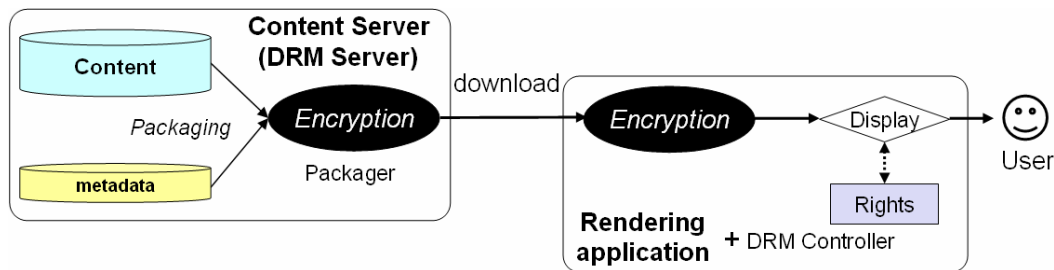 Content Server
(DRM Server)
Content
Packaging
metadata
Encryption
Packager
download
Encryption
Display
User
Rights
Rendering
application
+ DRM Controller